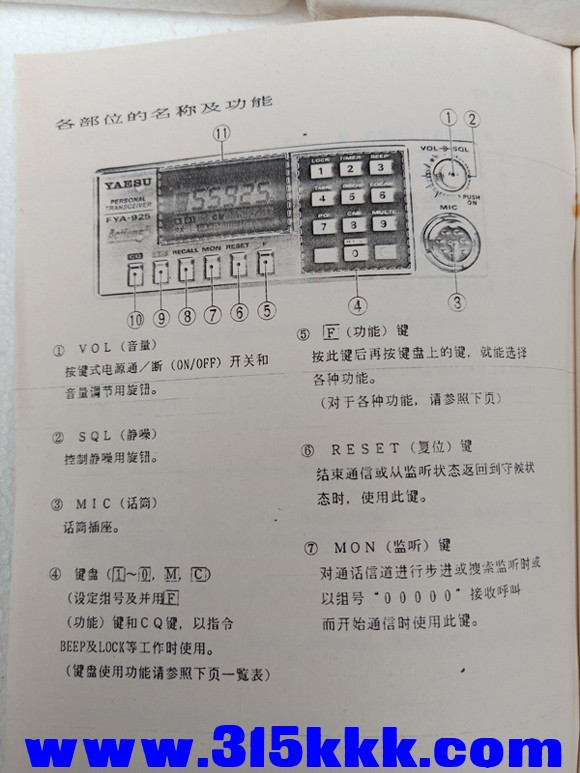 各部位的名称及功能
⑪
① ②
VOL SQL
PUSH
ON
MIC
YAESU
PERSONAL
TRANSCEIVER
FYA-925
55925
LOCK TIMER BEEP
1 2 3
4 5 6
7 8 9
0
CQ RECALL MON RESET F
⑩ ⑨ ⑧ ⑦ ⑥ ⑤ ④ ③
① VOL(音量)
按键式电源通/断(ON/OFF)开关和
音量调节用旋钮。
② SQL(静噪)
控制静噪用旋钮。
③ MIC(话筒)
话筒插座。
④ 键盘(1~0, M, C)
(设定组号及并用F
(功能)键和CQ键,以指令
BEEP及LOCK等工作时使用。
(键盘使用功能请参照下页一览表)
⑤ F(功能)键
按此键后再按键盘上的键,就能选择
各种功能。
(对于各种功能,请参照下页)
⑥ RESET(复位)键
结束通信或从监听状态返回到守候状
态时,使用此键。
⑦ MON(监听)键
对通话信道进行步进或搜索监听时或
以组号“00000”接收呼叫
而开始通信时使用此键。
www.315kkk.com